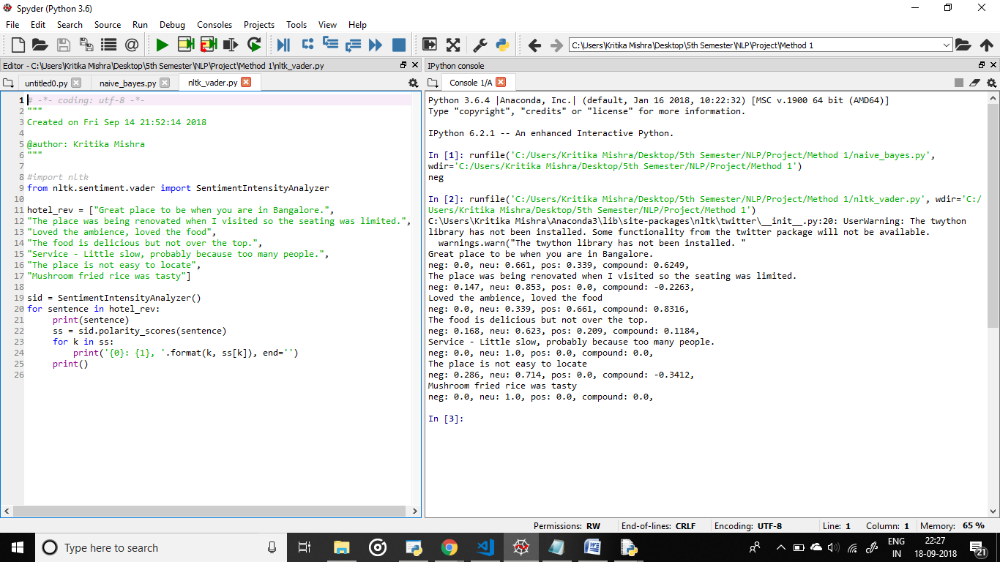 Spyder (Python 3.6)
File Edit Search Source Run Debug Consoles Projects Tools View Help
C:\Users\Kritika Mishra\Desktop\5th Semester\NLP\Project\Method 1
Editor - C:\Users\Kritika Mishra\Desktop\5th Semester\NLP\Project\Method 1\nltk_vader.py
untitled0.py naive_bayes.py nltk_vader.py
1 # -*- coding: utf-8 -*-
2 """
3 Created on Fri Sep 14 21:52:14 2018
4
5 @author: Kritika Mishra
6 """
7
8 #import nltk
9 from nltk.sentiment.vader import SentimentIntensityAnalyzer
10
11 hotel_rev = ["Great place to be when you are in Bangalore.",
12 "The place was being renovated when I visited so the seating was limited.",
13 "Loved the ambience, loved the food",
14 "The food is delicious but not over the top.",
15 "Service - Little slow, probably because too many people.",
16 "The place is not easy to locate",
17 "Mushroom fried rice was tasty"]
18
19 sid = SentimentIntensityAnalyzer()
20 for sentence in hotel_rev:
21 print(sentence)
22 ss = sid.polarity_scores(sentence)
23 for k in ss:
24 print('{0}: {1}, '.format(k, ss[k]), end='')
25 print()
26
IPython console
Console 1/A
Python 3.6.4 |Anaconda, Inc.| (default, Jan 16 2018, 10:22:32) [MSC v.1900 64 bit (AMD64)]
Type "copyright", "credits" or "license" for more information.
IPython 6.2.1 -- An enhanced Interactive Python.
In [1]: runfile('C:/Users/Kritika Mishra/Desktop/5th Semester/NLP/Project/Method 1/naive_bayes.py',
wdir='C:/Users/Kritika Mishra/Desktop/5th Semester/NLP/Project/Method 1')
neg
In [2]: runfile('C:/Users/Kritika Mishra/Desktop/5th Semester/NLP/Project/Method 1/nltk_vader.py', wdir='C:/
Users/Kritika Mishra/Desktop/5th Semester/NLP/Project/Method 1')
C:\Users\Kritika Mishra\Anaconda3\lib\site-packages\nltk\twitter\__init__.py:20: UserWarning: The twython
library has not been installed. Some functionality from the twitter package will not be available.
warnings.warn("The twython library has not been installed. "
Great place to be when you are in Bangalore.
neg: 0.0, neu: 0.661, pos: 0.339, compound: 0.6249,
The place was being renovated when I visited so the seating was limited.
neg: 0.147, neu: 0.853, pos: 0.0, compound: -0.2263,
Loved the ambience, loved the food
neg: 0.0, neu: 0.339, pos: 0.661, compound: 0.8316,
The food is delicious but not over the top.
neg: 0.168, neu: 0.623, pos: 0.209, compound: 0.1184,
Service - Little slow, probably because too many people.
neg: 0.0, neu: 1.0, pos: 0.0, compound: 0.0,
The place is not easy to locate
neg: 0.286, neu: 0.714, pos: 0.0, compound: -0.3412,
Mushroom fried rice was tasty
neg: 0.0, neu: 1.0, pos: 0.0, compound: 0.0,
In [3]:
Permissions: RW End-of-lines: CRLF Encoding: UTF-8 Line: 1 Column: 1 Memory: 65 %
Type here to search
ENG
IN
22:27
18-09-2018
21